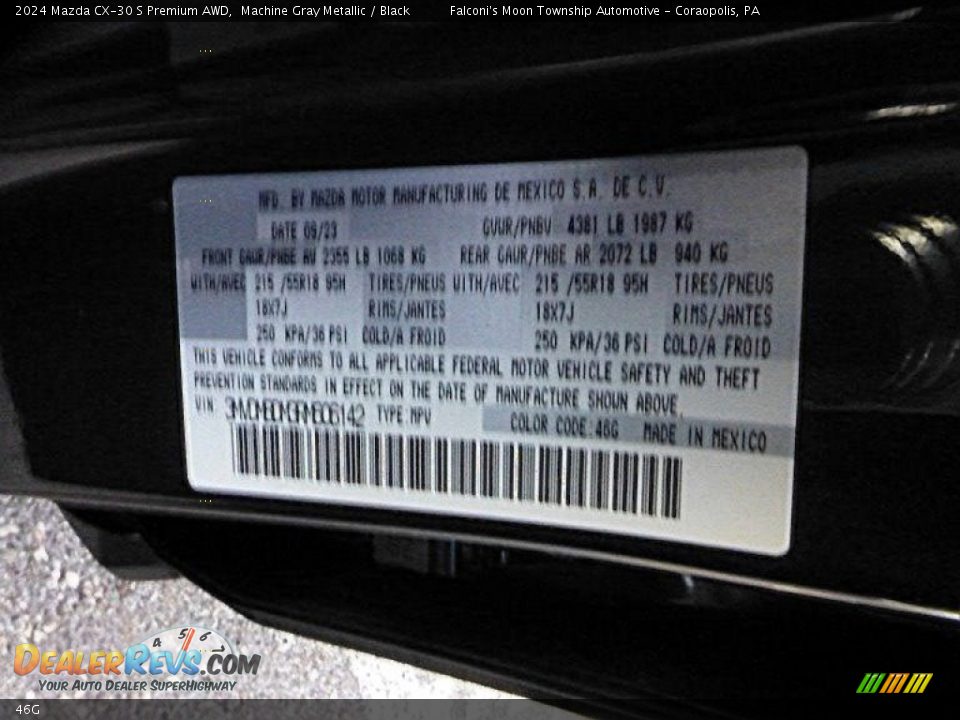 2024 Mazda CX-30 S Premium AWD, Machine Gray Metallic / Black Falconi's Moon Township Automotive - Coraopolis, PA
MFD. BY MAZDA MOTOR MANUFACTURING DE MEXICO S.A. DE C.V.
DATE 09/23 GVWR/PNBV 4381 LB 1987 KG
FRONT GAWR/PNBE AV 2355 LB 1068 KG REAR GAWR/PNBE AR 2072 LB 940 KG
WITH/AVEC 215 /55R18 95H TIRES/PNEUS WITH/AVEC 215 /55R18 95H TIRES/PNEUS
18X7J RIMS/JANTES 18X7J RIMS/JANTES
250 KPA/36 PSI COLD/A FROID 250 KPA/36 PSI COLD/A FROID
THIS VEHICLE CONFORMS TO ALL APPLICABLE FEDERAL MOTOR VEHICLE SAFETY AND THEFT
PREVENTION STANDARDS IN EFFECT ON THE DATE OF MANUFACTURE SHOWN ABOVE.
VIN TYPE:MPV COLOR CODE:46G MADE IN MEXICO
4 5 6
DEALERREVS.COM
YOUR AUTO DEALER SUPERHIGHWAY
46G